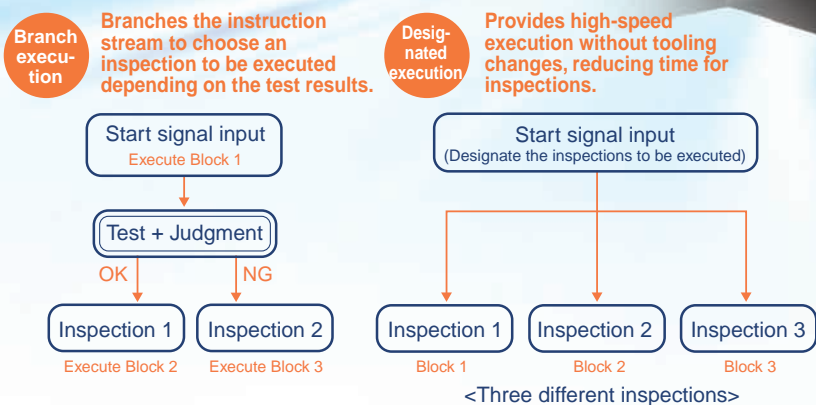 Branch
execu-
tion
Branches the instruction
stream to choose an
inspection to be executed
depending on the test results.
Start signal input
Execute Block 1
Test + Judgment
OK
NG
Inspection 1
Inspection 2
Execute Block 2
Execute Block 3
Desig-
nated
execution
Provides high-speed
execution without tooling
changes, reducing time for
inspections.
Start signal input
(Designate the inspections to be executed)
Inspection 1
Inspection 2
Inspection 3
Block 1
Block 2
Block 3
<Three different inspections>